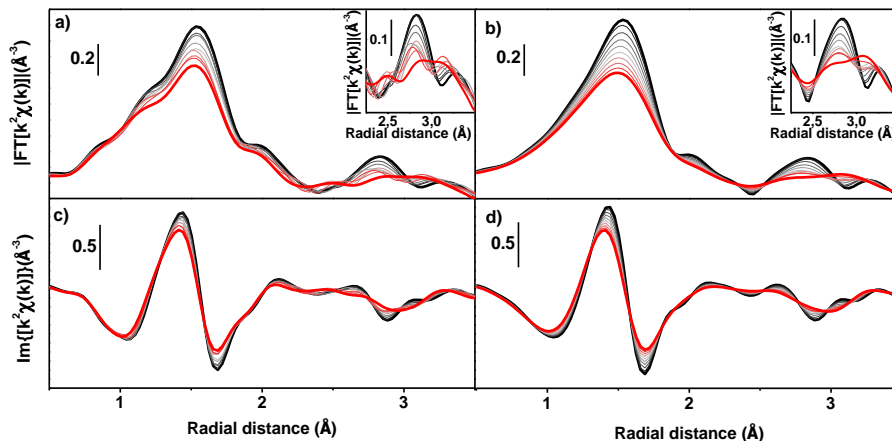 a)
0.2
|FT[k²χ(k)]|(Å⁻³)
0.1
|FT[k²χ(k)]|(Å⁻³)
2,5 3,0
Radial distance (Å)
b)
0.2
0.1
|FT[k²χ(k)]|(Å⁻³)
2,5 3,0
Radial distance (Å)
c)
0.5
Im{[k²χ(k)]}(Å⁻³)
d)
0.5
1 2 3 1 2 3
Radial distance (Å) Radial distance (Å)